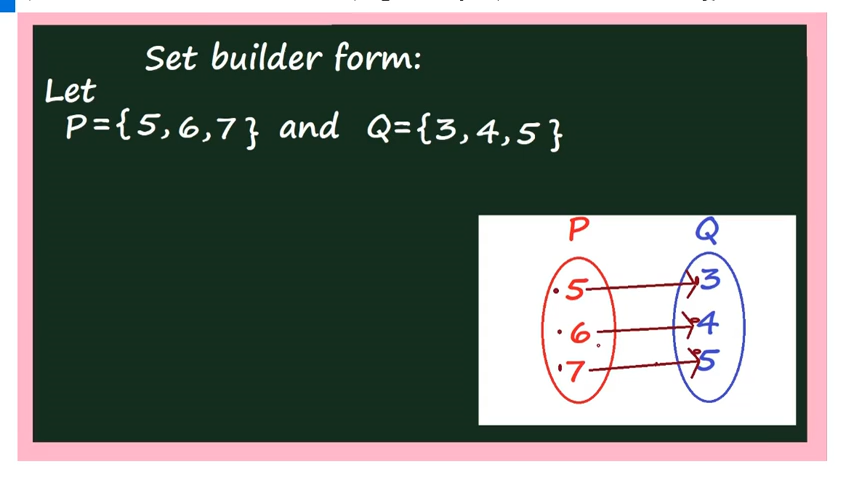 Set builder form:
Let
P={5,6,7} and Q={3,4,5}
P Q
5 3
6 4
7 5